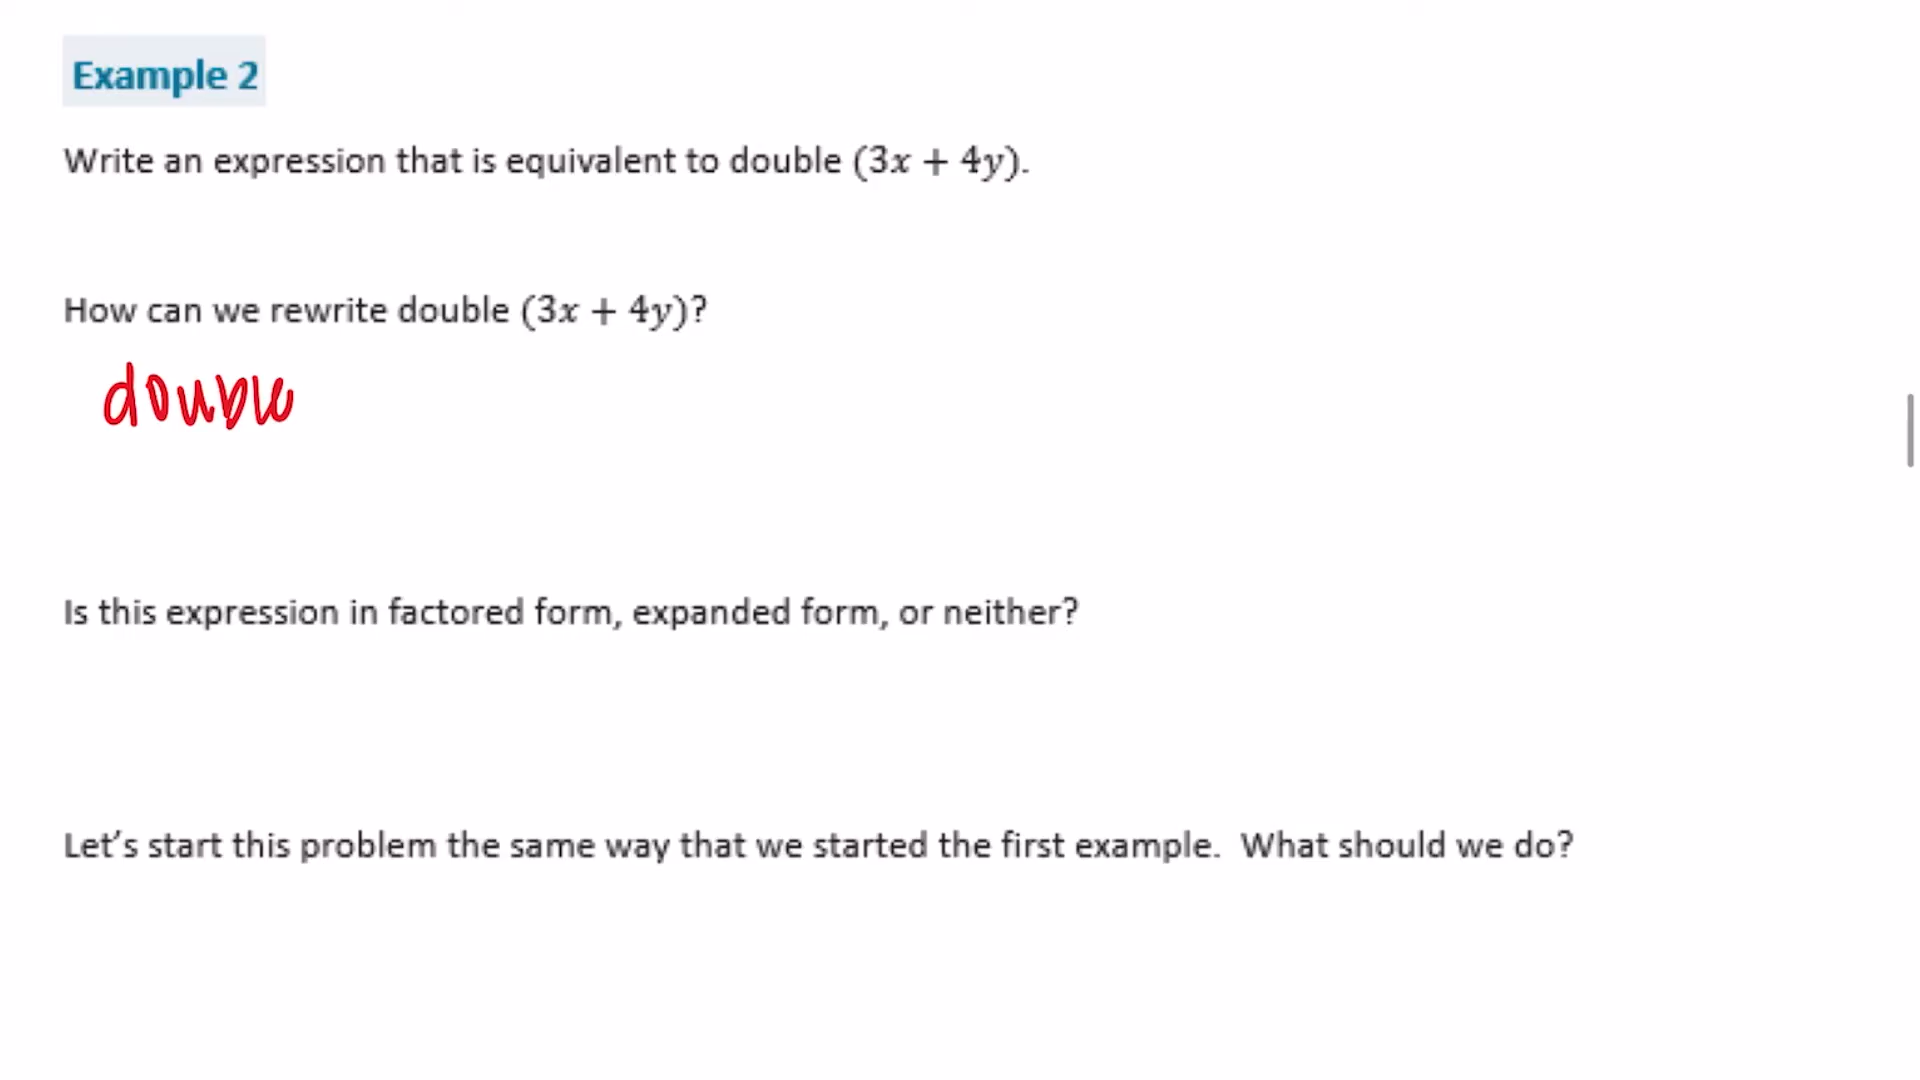 Example 2
Write an expression that is equivalent to double (3x + 4y).
How can we rewrite double (3x + 4y)?
double
Is this expression in factored form, expanded form, or neither?
Let’s start this problem the same way that we started the first example.  What should we do?